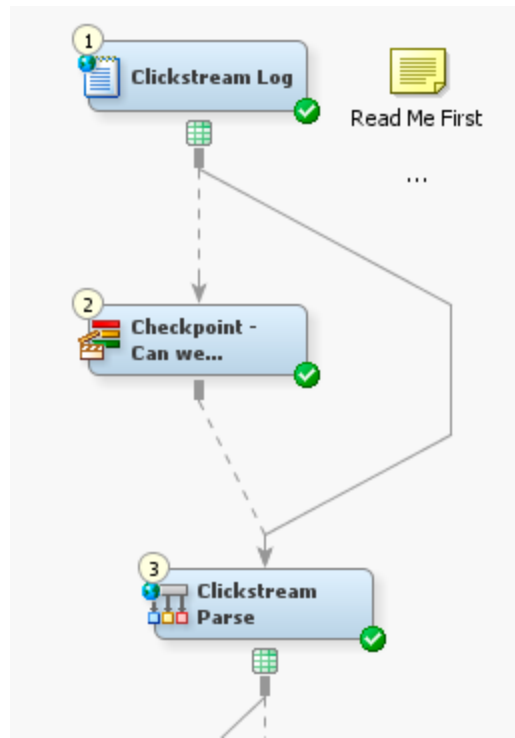 1
Clickstream Log
Read Me First
...
2
Checkpoint -
Can we...
3
Clickstream
Parse